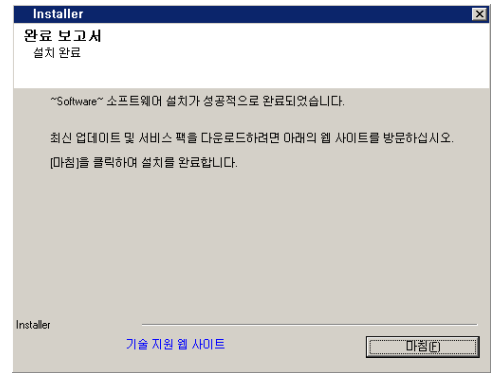 Installer
완료 보고서
설치 완료
~Software~ 소프트웨어 설치가 성공적으로 완료되었습니다.
최신 업데이트 및 서비스 팩을 다운로드하려면 아래의 웹 사이트를 방문하십시오.
[마침]을 클릭하여 설치를 완료합니다.
Installer
기술 지원 웹 사이트
마침(F)